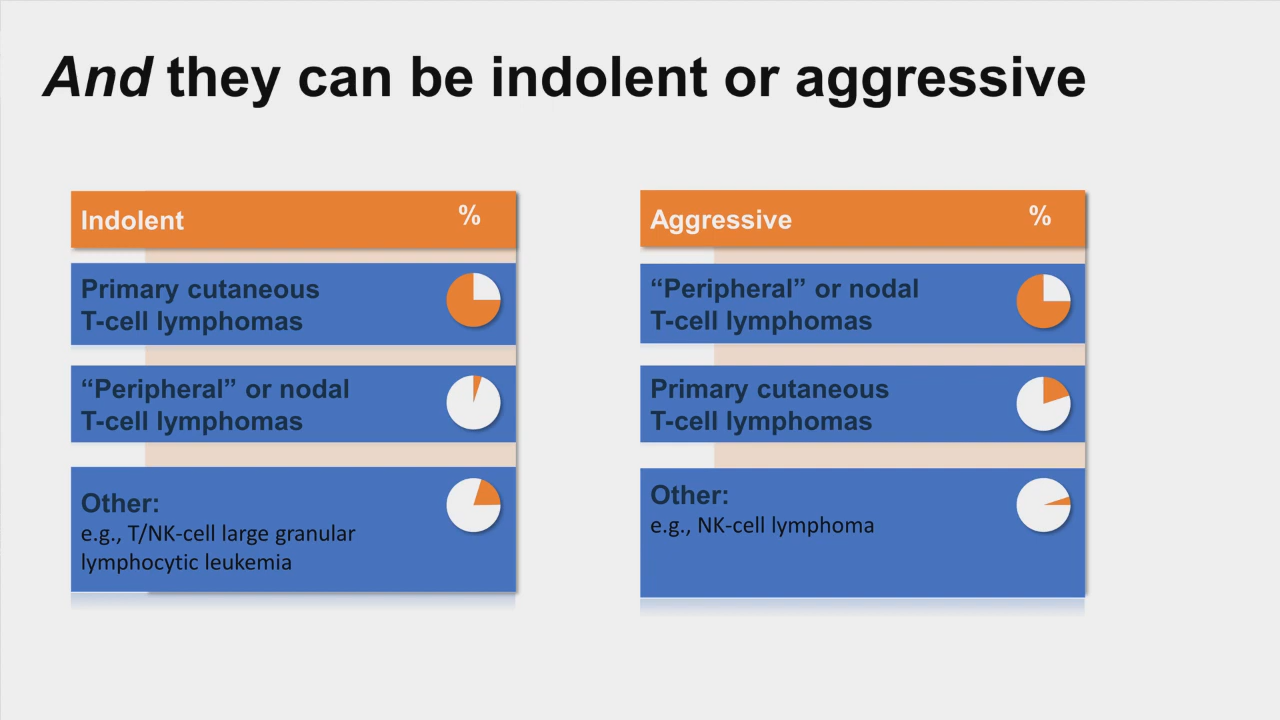 And they can be indolent or aggressive
Indolent %
Primary cutaneous
T-cell lymphomas
“Peripheral” or nodal
T-cell lymphomas
Other:
e.g., T/NK-cell large granular
lymphocytic leukemia
Aggressive %
“Peripheral” or nodal
T-cell lymphomas
Primary cutaneous
T-cell lymphomas
Other:
e.g., NK-cell lymphoma